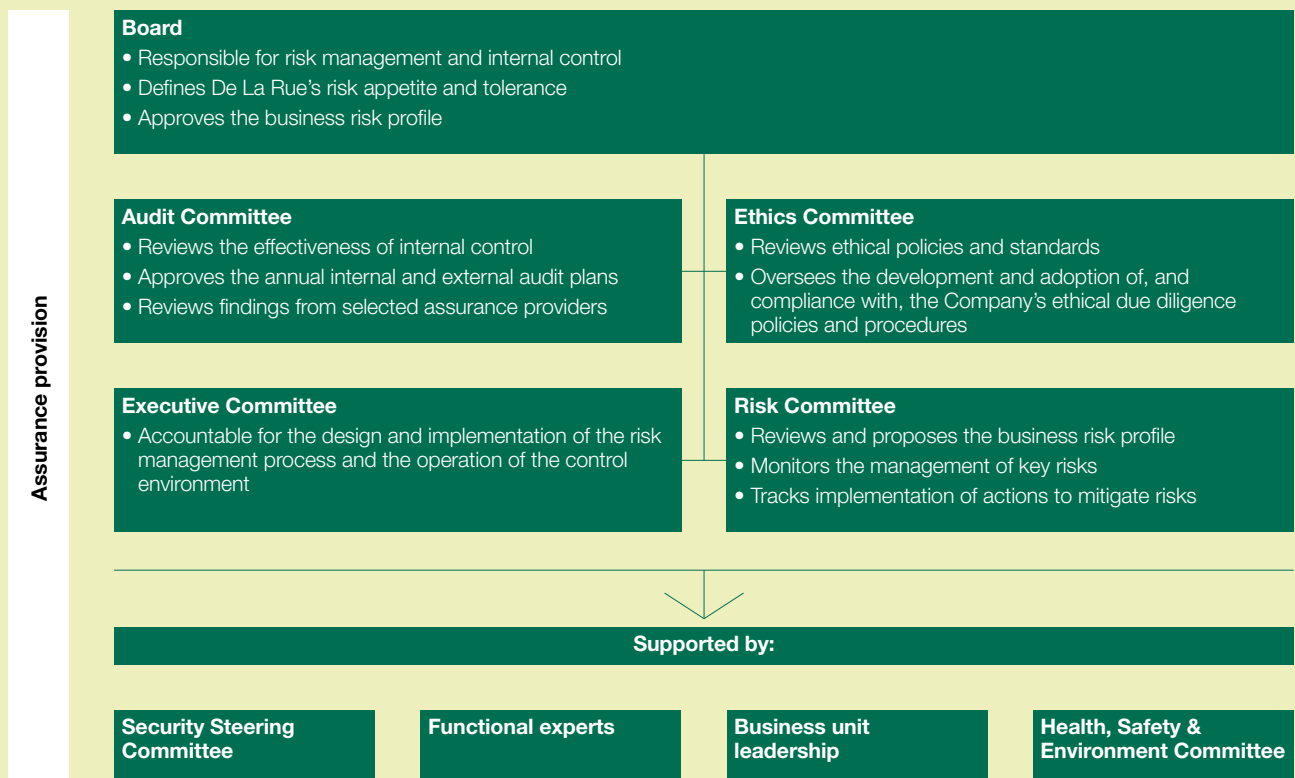 Assurance provision
Board
• Responsible for risk management and internal control
• Defines De La Rue's risk appetite and tolerance
• Approves the business risk profile
Audit Committee
• Reviews the effectiveness of internal control
• Approves the annual internal and external audit plans
• Reviews findings from selected assurance providers
Ethics Committee
• Reviews ethical policies and standards
• Oversees the development and adoption of, and
compliance with, the Company's ethical due diligence
policies and procedures
Executive Committee
• Accountable for the design and implementation of the risk
management process and the operation of the control
environment
Risk Committee
• Reviews and proposes the business risk profile
• Monitors the management of key risks
• Tracks implementation of actions to mitigate risks
Supported by:
Security Steering
Committee
Functional experts
Business unit
leadership
Health, Safety &
Environment Committee